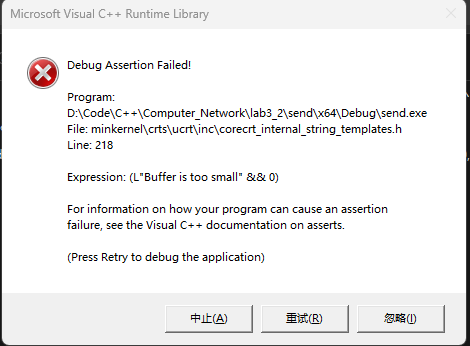 Microsoft Visual C++ Runtime Library
Debug Assertion Failed!
Program:
D:\Code\C++\Computer_Network\lab3_2\send\x64\Debug\send.exe
File: minkernel\crts\ucrt\inc\corecrt_internal_string_templates.h
Line: 218
Expression: (L"Buffer is too small" && 0)
For information on how your program can cause an assertion
failure, see the Visual C++ documentation on asserts.
(Press Retry to debug the application)
中止(A) 重试(R) 忽略(I)